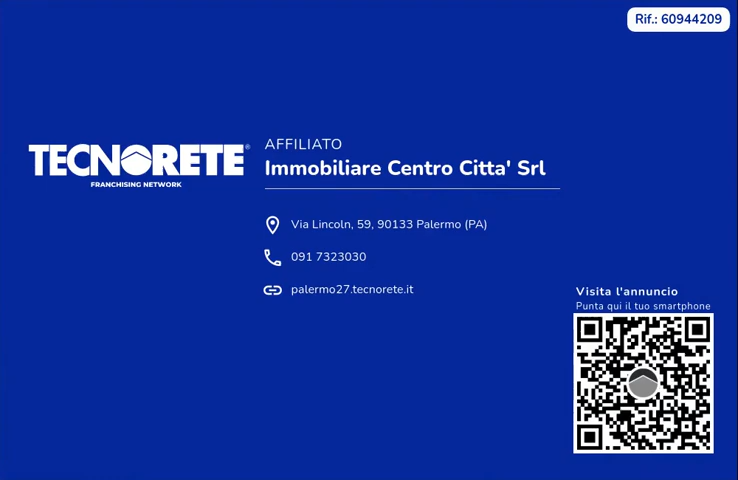 Rif.: 60944209
TECNORETE®
FRANCHISING NETWORK
AFFILIATO
Immobiliare Centro Citta' Srl
Via Lincoln, 59, 90133 Palermo (PA)
091 7323030
palermo27.tecnorete.it
Visita l'annuncio
Punta qui il tuo smartphone